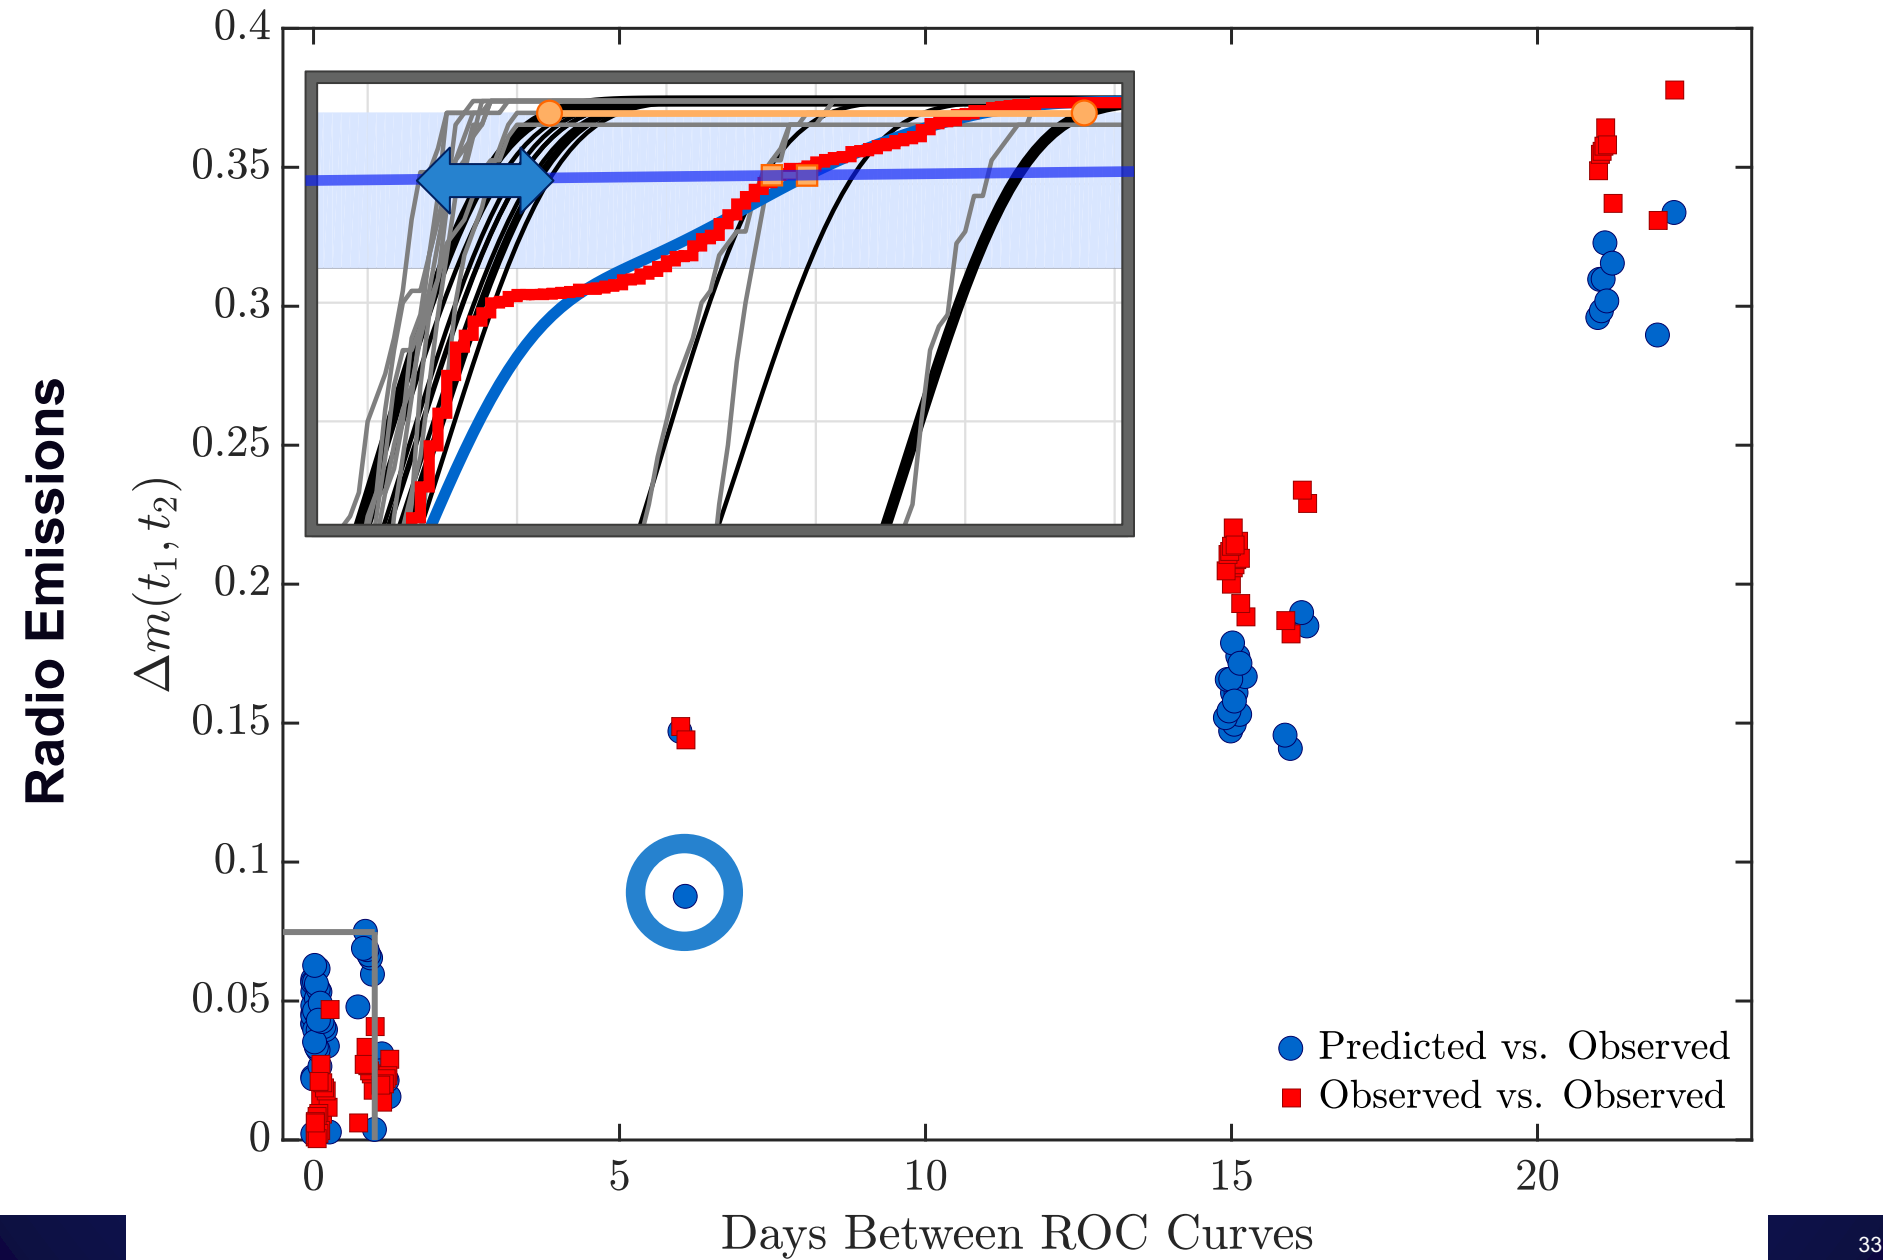 Radio Emissions
Δm(t₁, t₂)
0.4
0.35
0.3
0.25
0.2
0.15
0.1
0.05
0
0 5 10 15 20
Days Between ROC Curves
Predicted vs. Observed
Observed vs. Observed
33